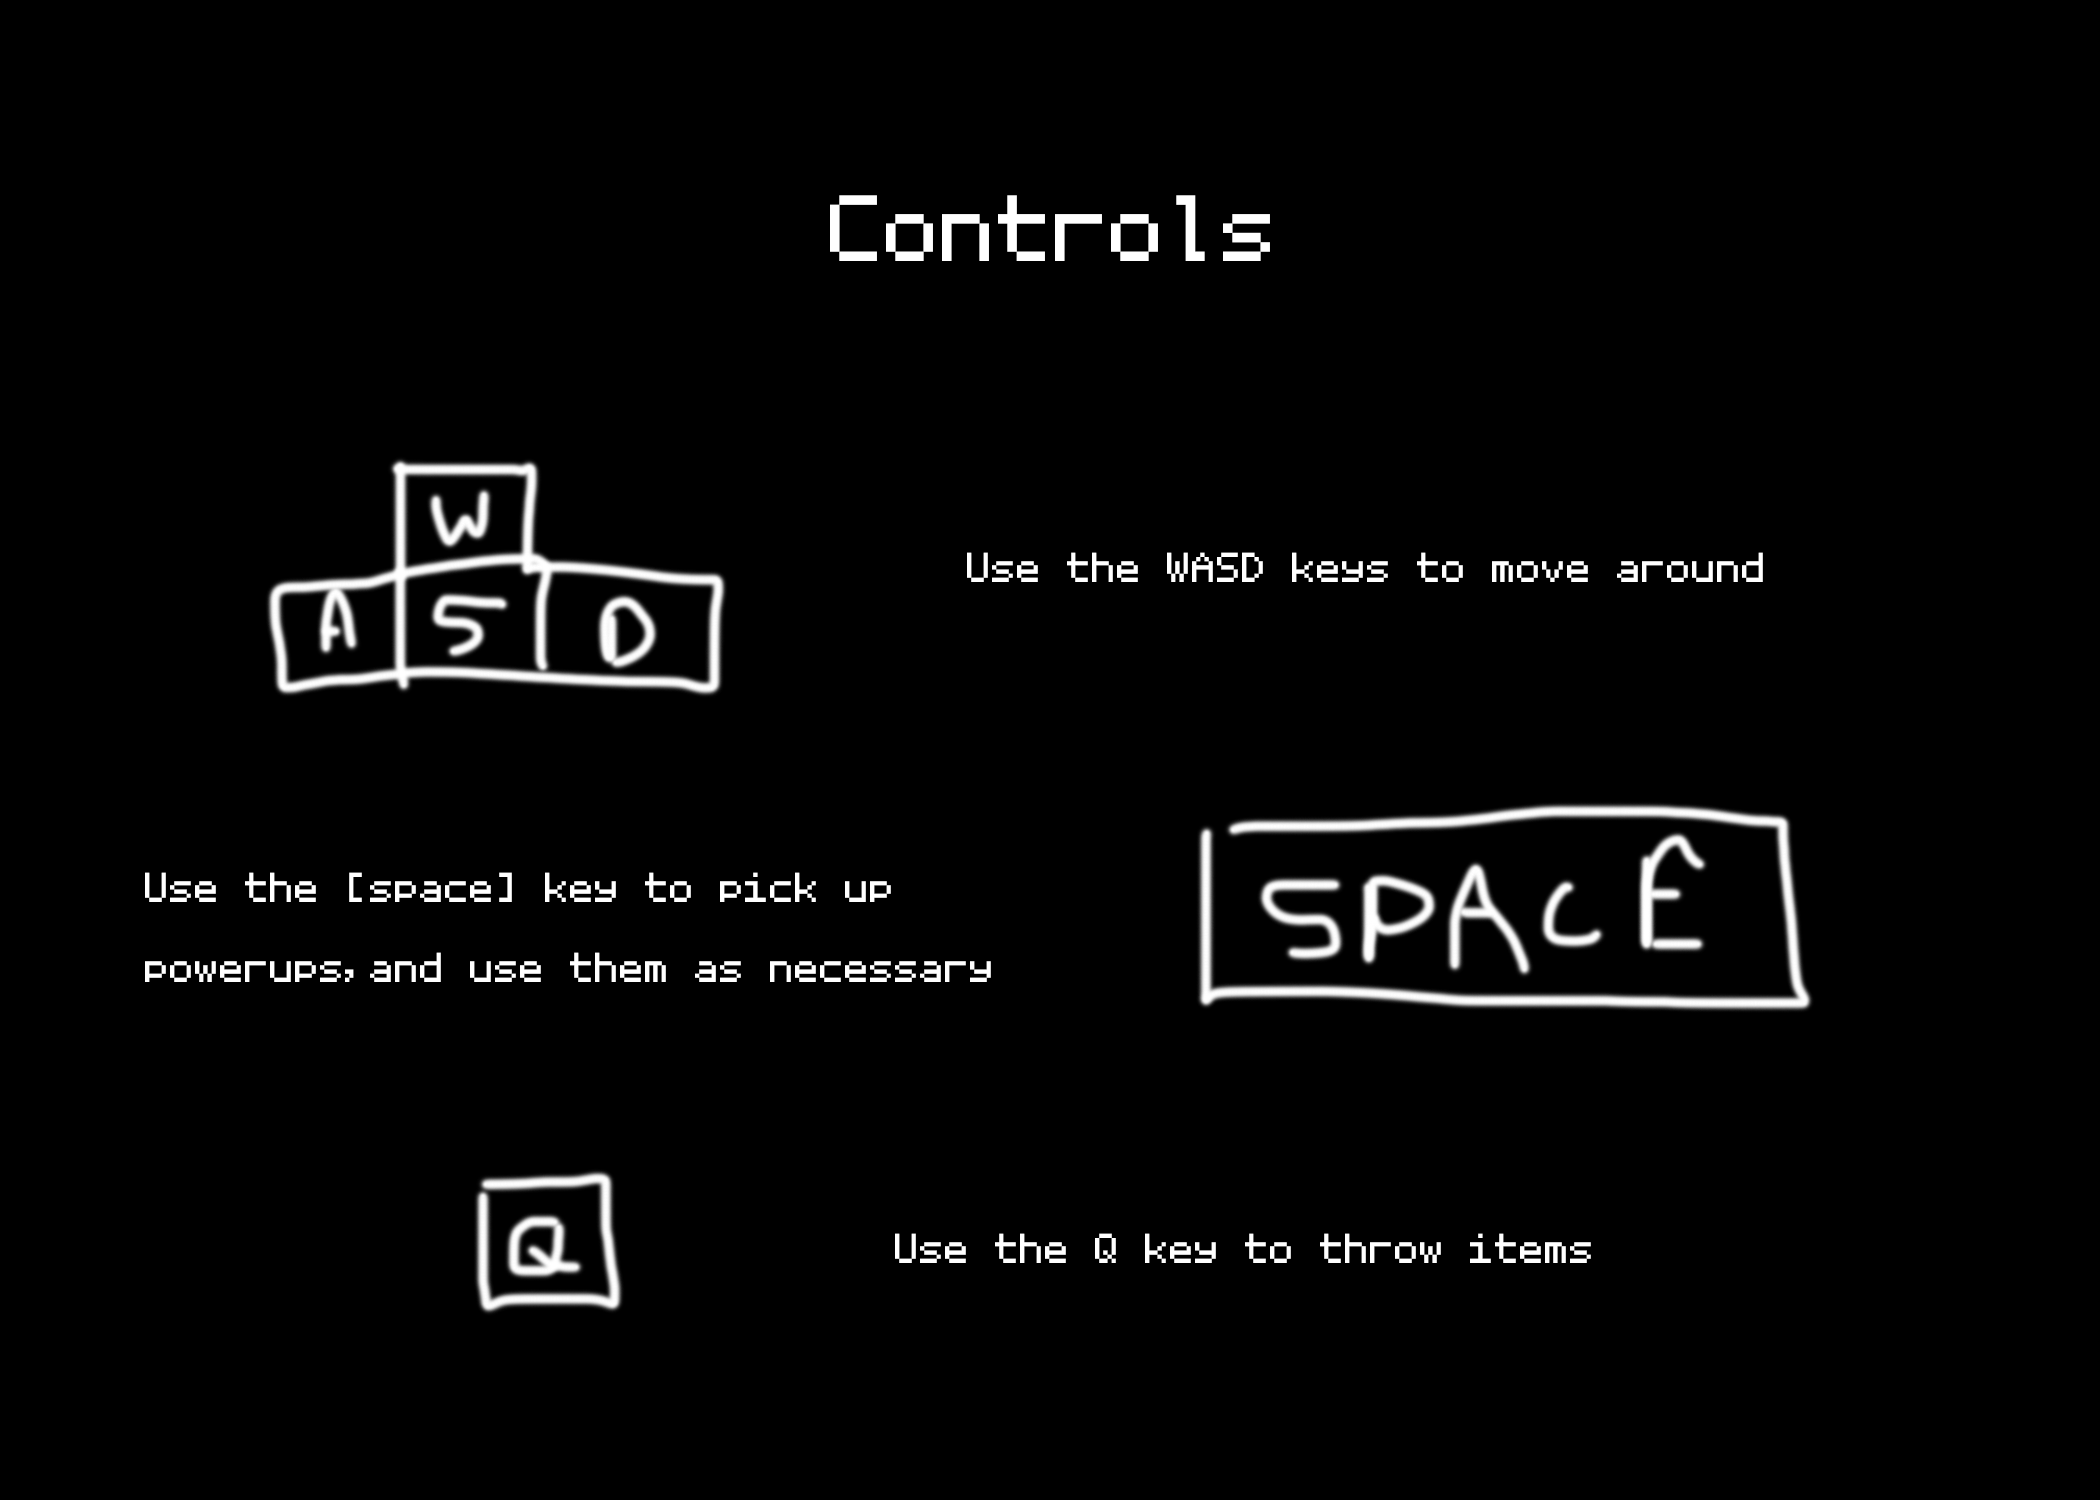 Controls
W
A S D
Use the WASD keys to move around
Use the [space] key to pick up
powerups, and use them as necessary
SPACE
Q
Use the Q key to throw items